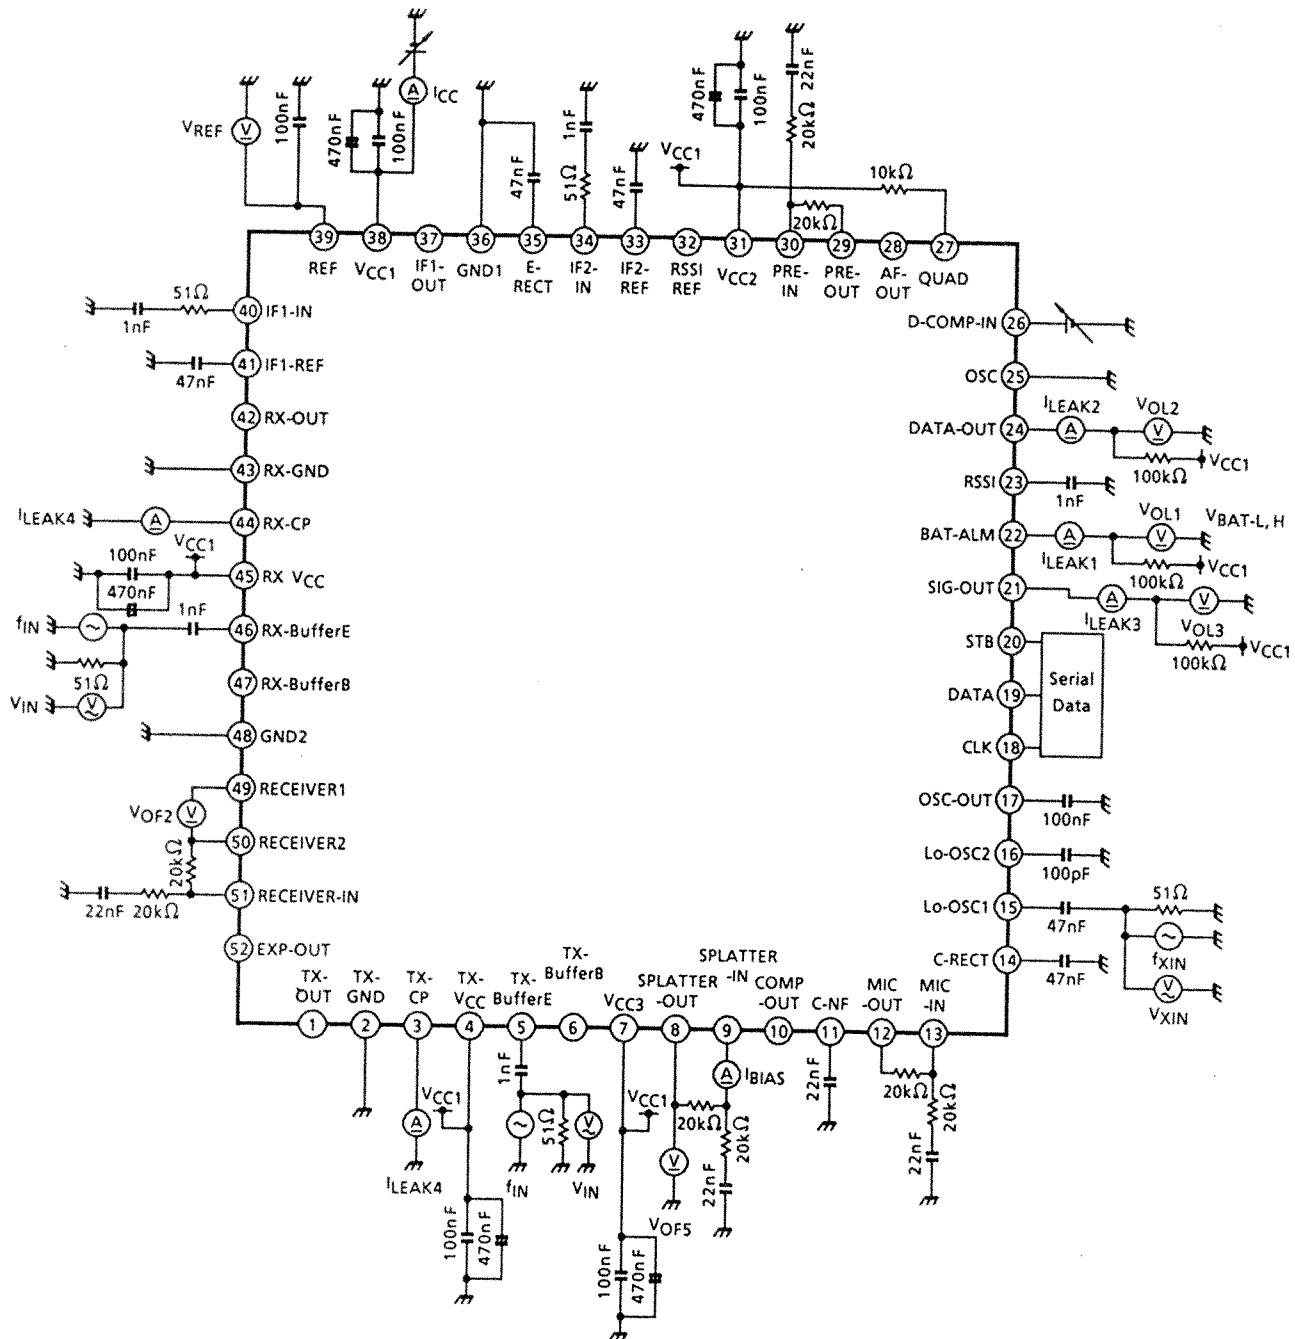 VREF
100nF
470nF
100nF
ICC
47nF
51Ω
1nF
47nF
VCC1
470nF
100nF
22nF
20kΩ
20kΩ
10kΩ
39 38 37 36 35 34 33 32 31 30 29 28 27
REF
VCC1
IF1-OUT
GND1
E-RECT
IF2-IN
IF2-REF
RSSI REF
VCC2
PRE-IN
PRE-OUT
AF-OUT
QUAD
51Ω
1nF
40 IF1-IN
47nF
41 IF1-REF
42 RX-OUT
43 RX-GND
ILEAK4
A
44 RX-CP
VCC1
100nF
470nF
45 RX VCC
1nF
fIN
46 RX-BufferE
51Ω
VIN
47 RX-BufferB
48 GND2
49 RECEIVER1
VOF2
V
50 RECEIVER2
20kΩ
22nF
20kΩ
51 RECEIVER-IN
52 EXP-OUT
D-COMP-IN 26
OSC 25
ILEAK2
VOL2
DATA-OUT 24
A
V
100kΩ
VCC1
RSSI 23
1nF
VOL1
VBAT-L, H
BAT-ALM 22
A
V
ILEAK1
100kΩ
VCC1
SIG-OUT 21
A
V
ILEAK3
VOL3
100kΩ
VCC1
STB 20
DATA 19
CLK 18
Serial
Data
OSC-OUT 17
100nF
Lo-OSC2 16
100pF
Lo-OSC1 15
47nF
51Ω
fXIN
VXIN
C-RECT 14
47nF
TX-OUT
TX-GND
TX-CP
TX-VCC
TX-BufferE
TX-BufferB
VCC3
SPLATTER-OUT
SPLATTER-IN
COMP-OUT
C-NF
MIC-OUT
MIC-IN
1 2 3 4 5 6 7 8 9 10 11 12 13
A
ILEAK4
VCC1
100nF
470nF
1nF
fIN
51Ω
VIN
VCC1
100nF
470nF
A
IBIAS
20kΩ
20kΩ
22nF
V
VOF5
22nF
20kΩ
20kΩ
22nF